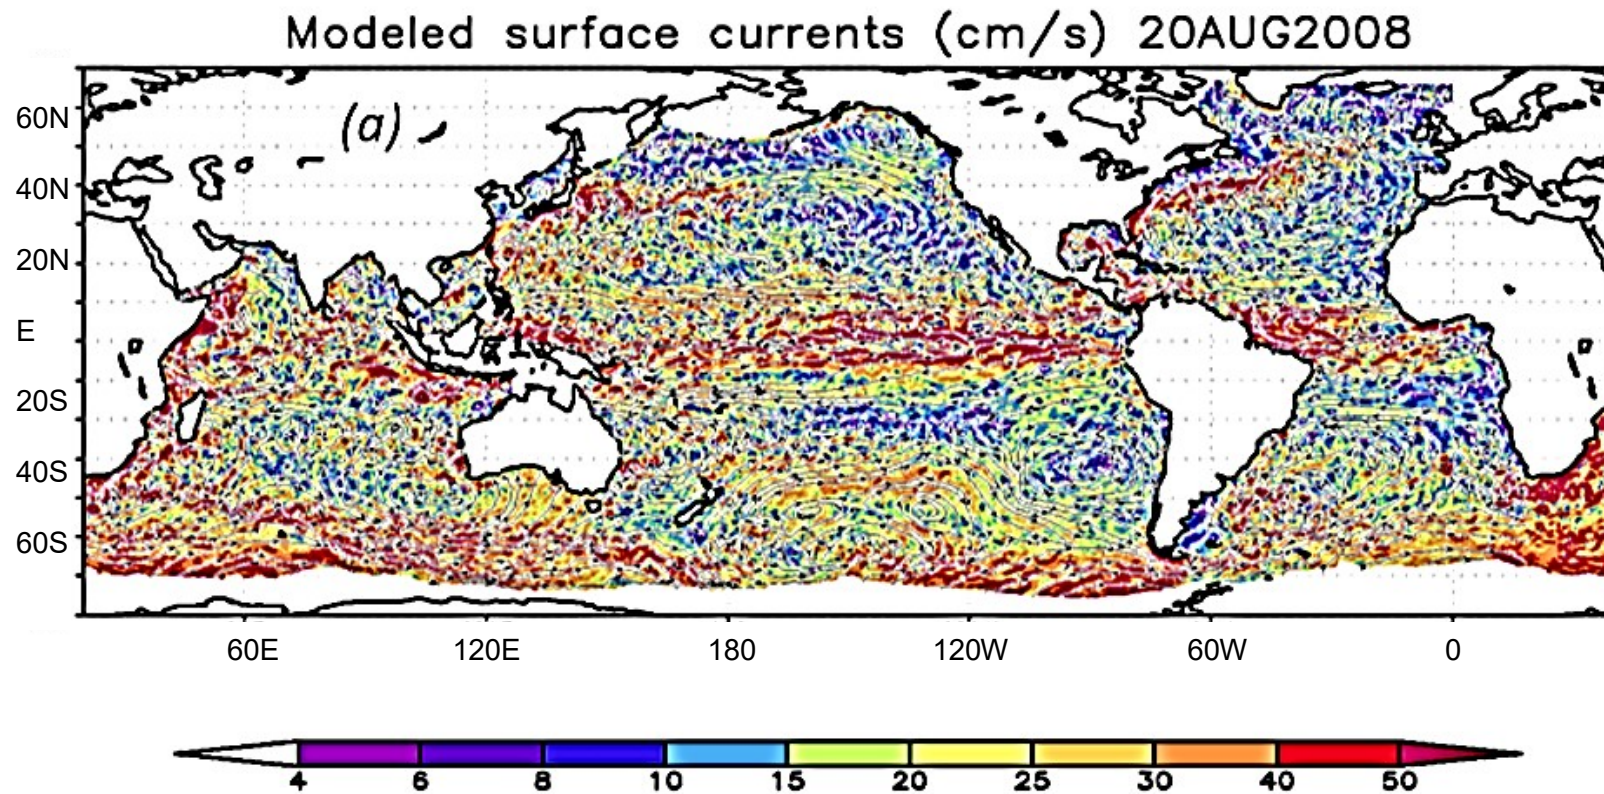 Modeled surface currents (cm/s) 20AUG2008
(a)
60N
40N
20N
E
20S
40S
60S
60E 120E 180 120W 60W 0
4 6 8 10 15 20 25 30 40 50